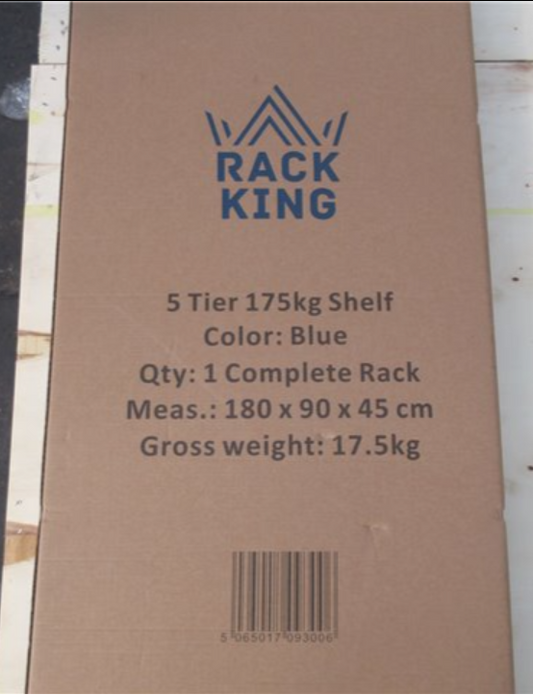 RACK
KING
5 Tier 175kg Shelf
Color: Blue
Qty: 1 Complete Rack
Meas.: 180 x 90 x 45 cm
Gross weight: 17.5kg
5 065017 093006